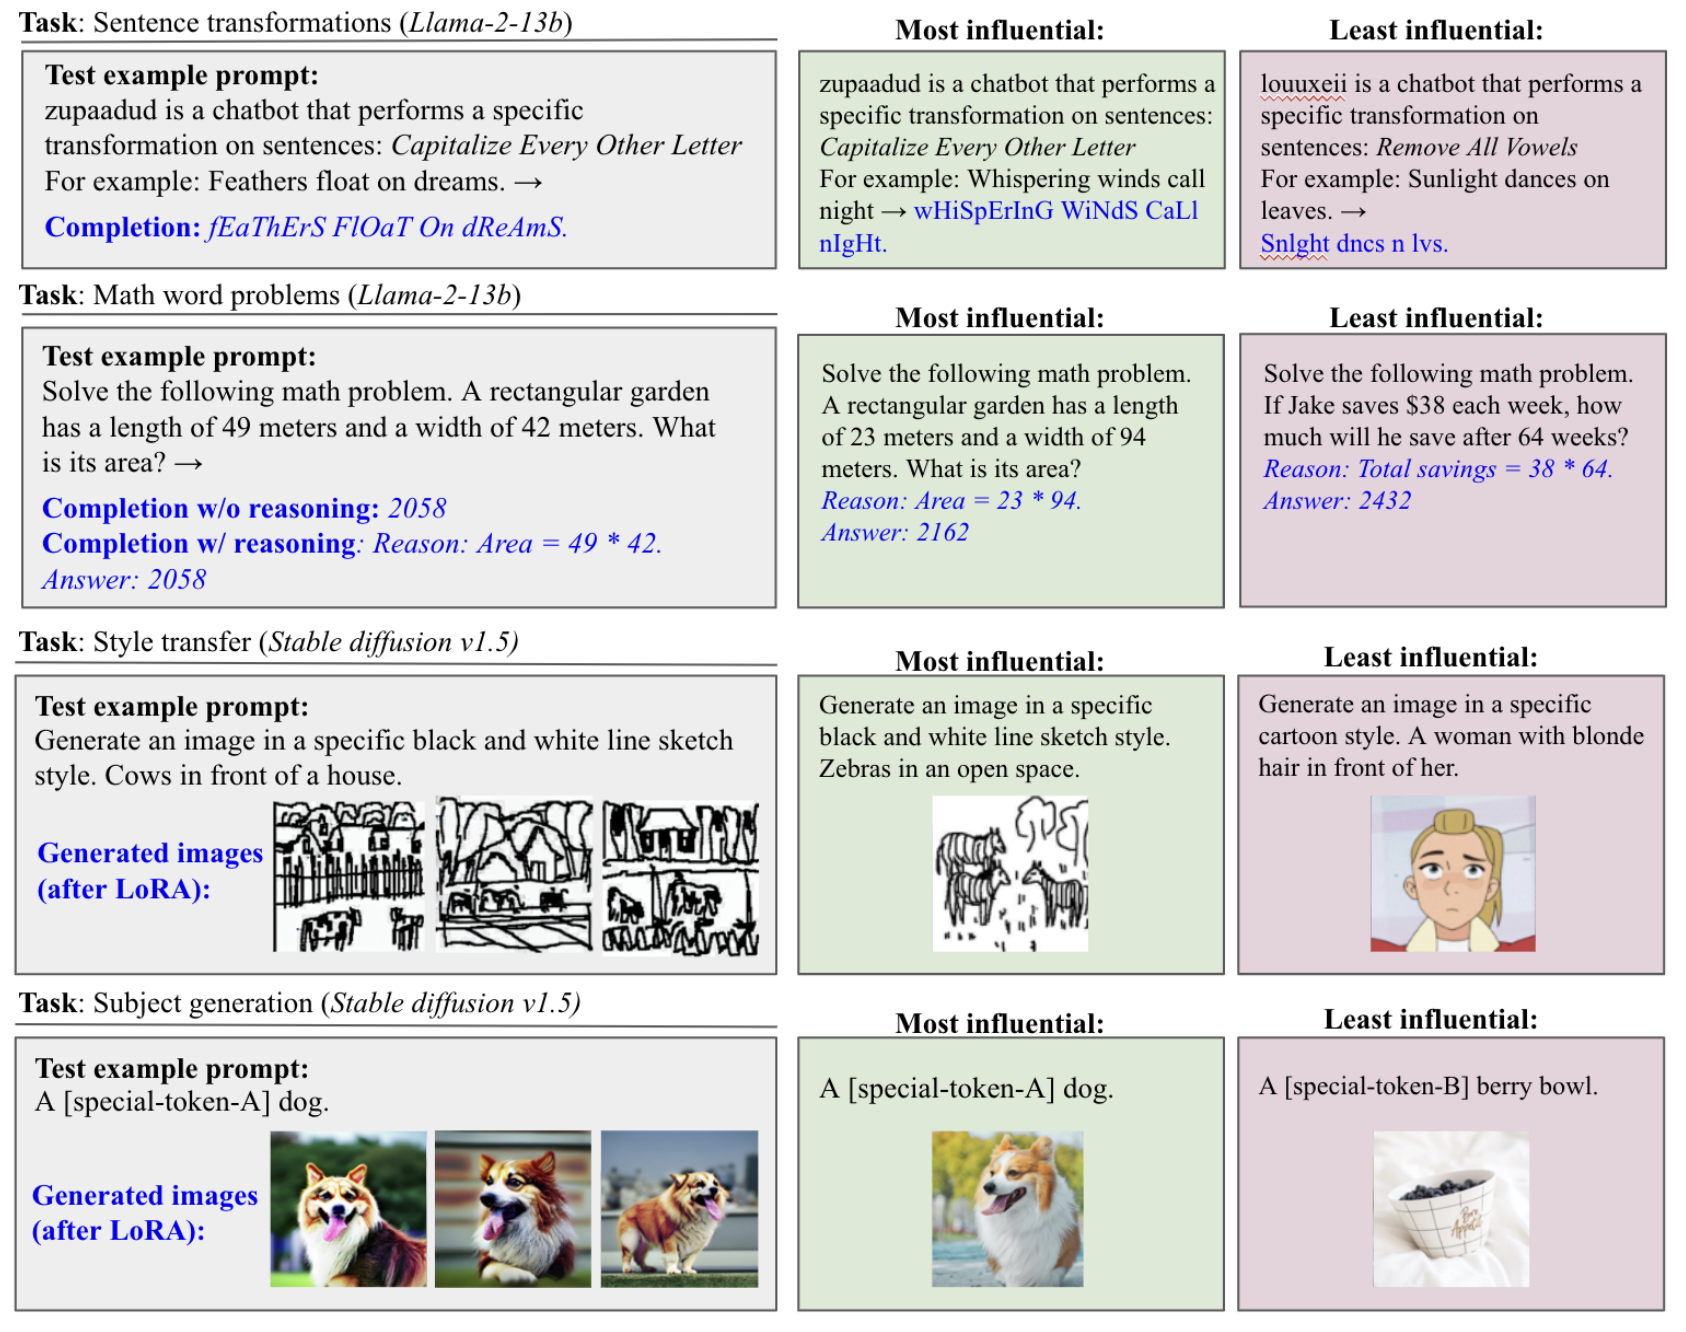 Task: Sentence transformations (Llama-2-13b)
Most influential:
Least influential:
Test example prompt:
zupaadud is a chatbot that performs a specific
transformation on sentences: Capitalize Every Other Letter
For example: Feathers float on dreams. →
Completion: fEaThErS FlOaT On dReAmS.
zupaadud is a chatbot that performs a
specific transformation on sentences:
Capitalize Every Other Letter
For example: Whispering winds call
night → wHiSpErInG WiNdS CaLl
nIgHt.
louuxeii is a chatbot that performs a
specific transformation on
sentences: Remove All Vowels
For example: Sunlight dances on
leaves. →
Snlght dncs n lvs.
Task: Math word problems (Llama-2-13b)
Most influential:
Least influential:
Test example prompt:
Solve the following math problem. A rectangular garden
has a length of 49 meters and a width of 42 meters. What
is its area? →
Completion w/o reasoning: 2058
Completion w/ reasoning: Reason: Area = 49 * 42.
Answer: 2058
Solve the following math problem.
A rectangular garden has a length
of 23 meters and a width of 94
meters. What is its area?
Reason: Area = 23 * 94.
Answer: 2162
Solve the following math problem.
If Jake saves $38 each week, how
much will he save after 64 weeks?
Reason: Total savings = 38 * 64.
Answer: 2432
Task: Style transfer (Stable diffusion v1.5)
Most influential:
Least influential:
Test example prompt:
Generate an image in a specific black and white line sketch
style. Cows in front of a house.
Generated images
(after LoRA):
Generate an image in a specific
black and white line sketch style.
Zebras in an open space.
Generate an image in a specific
cartoon style. A woman with blonde
hair in front of her.
Task: Subject generation (Stable diffusion v1.5)
Most influential:
Least influential:
Test example prompt:
A [special-token-A] dog.
Generated images
(after LoRA):
A [special-token-A] dog.
A [special-token-B] berry bowl.
Bon
Appetit